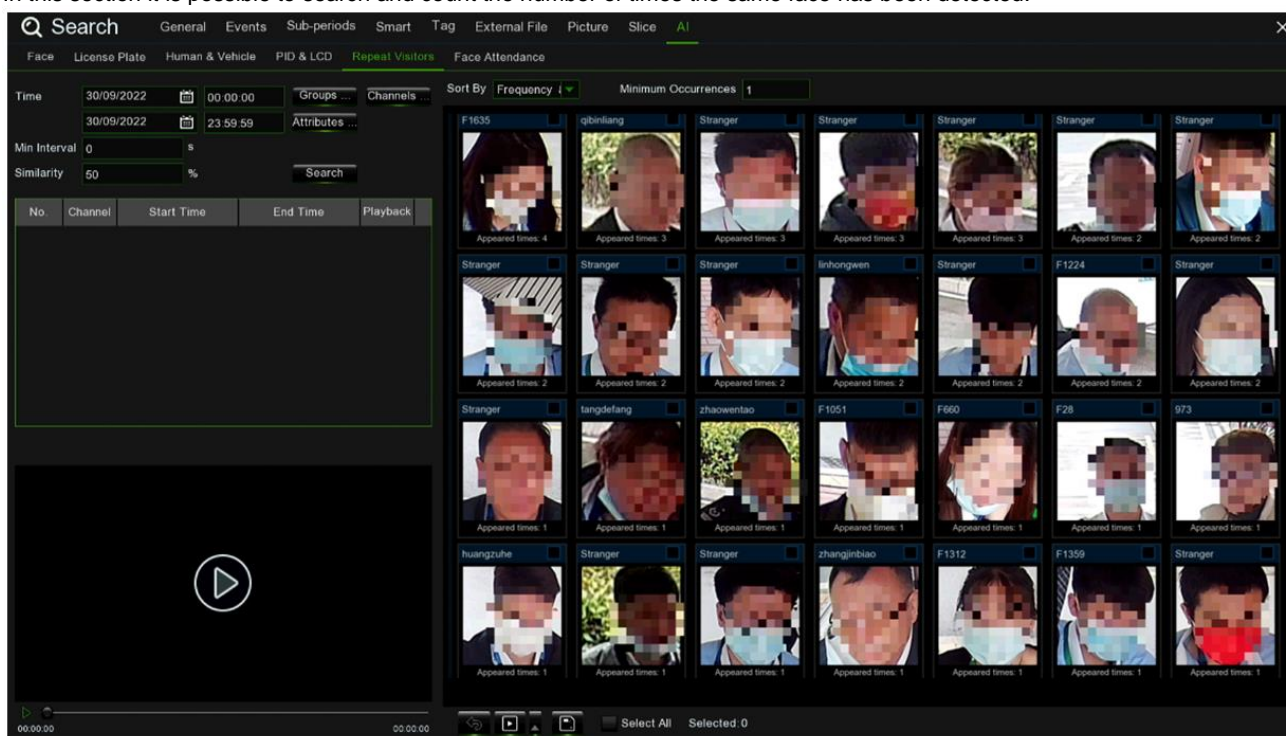 In this section it is possible to search and count the number of times the same face has been detected.
Search General Events Sub-periods Smart Tag External File Picture Slice AI
Face License Plate Human & Vehicle PID & LCD Repeat Visitors Face Attendance
Time 30/09/2022 00:00:00 Groups ... Channels ...
30/09/2022 23:59:59 Attributes ...
Min Interval 0 s
Similarity 50 % Search
No. Channel Start Time End Time Playback
00:00:00 00:00:00
Sort By Frequency Minimum Occurrences 1
F1635 qibinliang Stranger Stranger Stranger Stranger Stranger
Appeared times: 4 Appeared times: 3 Appeared times: 3 Appeared times: 3 Appeared times: 3 Appeared times: 2 Appeared times: 2
Stranger Stranger Stranger linhongwen Stranger F1224 Stranger
Appeared times: 2 Appeared times: 2 Appeared times: 2 Appeared times: 2 Appeared times: 2 Appeared times: 2 Appeared times: 2
Stranger tangdefang zhaowentao F1051 F660 F28 973
Appeared times: 1 Appeared times: 1 Appeared times: 1 Appeared times: 1 Appeared times: 1 Appeared times: 1 Appeared times: 1
huangzuhe Stranger Stranger zhangjinbiao F1312 F1359 Stranger
Appeared times: 1 Appeared times: 1 Appeared times: 1 Appeared times: 1 Appeared times: 1 Appeared times: 1 Appeared times: 1
Select All Selected:0